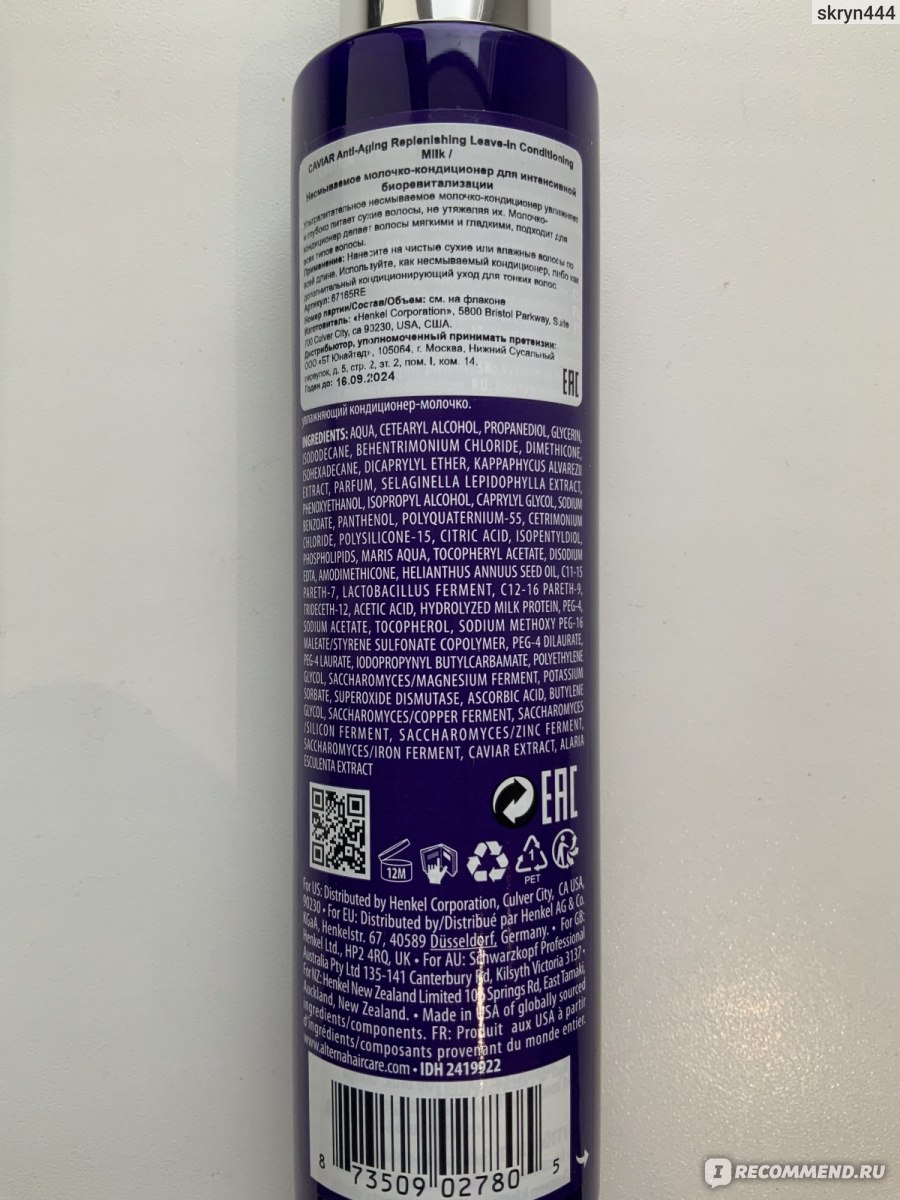 skryn444
CAVIAR Anti-Aging Replenishing Leave-In Conditioning
Milk /
Несмываемое молочко-кондиционер для интенсивной
биоревитализации
Ультрапитательное несмываемое молочко-кондиционер увлажняет
и глубоко питает сухие волосы, не утяжеляя их. Молочко-
кондиционер делает волосы мягкими и гладкими, подходит для
всех типов волос.
Применение: Нанесите на чистые сухие или влажные волосы по
всей длине. Используйте, как несмываемый кондиционер, либо как
дополнительный кондиционирующий уход для тонких волос.
Артикул: 67165RE
Номер партии/Состав/Объем: см. на флаконе
Изготовитель: «Henkel Corporation», 5800 Bristol Parkway, Suite
700 Culver City, ca 90230, USA, США.
Дистрибьютор, уполномоченный принимать претензии:
ООО «БТ Юнайтед», 105064, г. Москва, Нижний Сусальный
переулок, д. 5, стр. 2, эт. 2, пом. I, ком. 14.
Годен до: 16.09.2024
EAC
увлажняющий кондиционер-молочко.
INGREDIENTS: AQUA, CETEARYL ALCOHOL, PROPANEDIOL, GLYCERIN,
ISODODECANE, BEHENTRIMONIUM CHLORIDE, DIMETHICONE,
ISOHEXADECANE, DICAPRYLYL ETHER, KAPPAPHYCUS ALVAREZII
EXTRACT, PARFUM, SELAGINELLA LEPIDOPHYLLA EXTRACT,
PHENOXYETHANOL, ISOPROPYL ALCOHOL, CAPRYLYL GLYCOL, SODIUM
BENZOATE, PANTHENOL, POLYQUATERNIUM-55, CETRIMONIUM
CHLORIDE, POLYSILICONE-15, CITRIC ACID, ISOPENTYLDIOL,
PHOSPHOLIPIDS, MARIS AQUA, TOCOPHERYL ACETATE, DISODIUM
EDTA, AMODIMETHICONE, HELIANTHUS ANNUUS SEED OIL, C11-15
PARETH-7, LACTOBACILLUS FERMENT, C12-16 PARETH-9,
TRIDECETH-12, ACETIC ACID, HYDROLYZED MILK PROTEIN, PEG-4,
SODIUM ACETATE, TOCOPHEROL, SODIUM METHOXY PEG-16
MALEATE/STYRENE SULFONATE COPOLYMER, PEG-4 DILAURATE,
PEG-4 LAURATE, IODOPROPYNYL BUTYLCARBAMATE, POLYETHYLENE
GLYCOL, SACCHAROMYCES/MAGNESIUM FERMENT, POTASSIUM
SORBATE, SUPEROXIDE DISMUTASE, ASCORBIC ACID, BUTYLENE
GLYCOL, SACCHAROMYCES/COPPER FERMENT, SACCHAROMYCES
/SILICON FERMENT, SACCHAROMYCES/ZINC FERMENT,
SACCHAROMYCES/IRON FERMENT, CAVIAR EXTRACT, ALARIA
ESCULENTA EXTRACT
EAC
12M
1
PET
For US: Distributed by Henkel Corporation, Culver City, CA USA,
90230 • For EU: Distributed by/Distribué par Henkel AG & Co.
KGaA, Henkelstr. 67, 40589 Düsseldorf, Germany. • For GB:
Henkel Ltd., HP2 4RQ, UK • For AU: Schwarzkopf Professional
Australia Pty Ltd 135-141 Canterbury Rd, Kilsyth Victoria 3137 •
For NZ: Henkel New Zealand Limited 106 Springs Rd, East Tamaki,
Auckland, New Zealand. • Made in USA of globally sourced
ingredients/components. FR: Produit aux USA à partir
d'ingrédients/composants provenant du monde entier.
www.alternahaircare.com • IDH 2419922
8 73509 02780 5
IRECOMMEND.RU